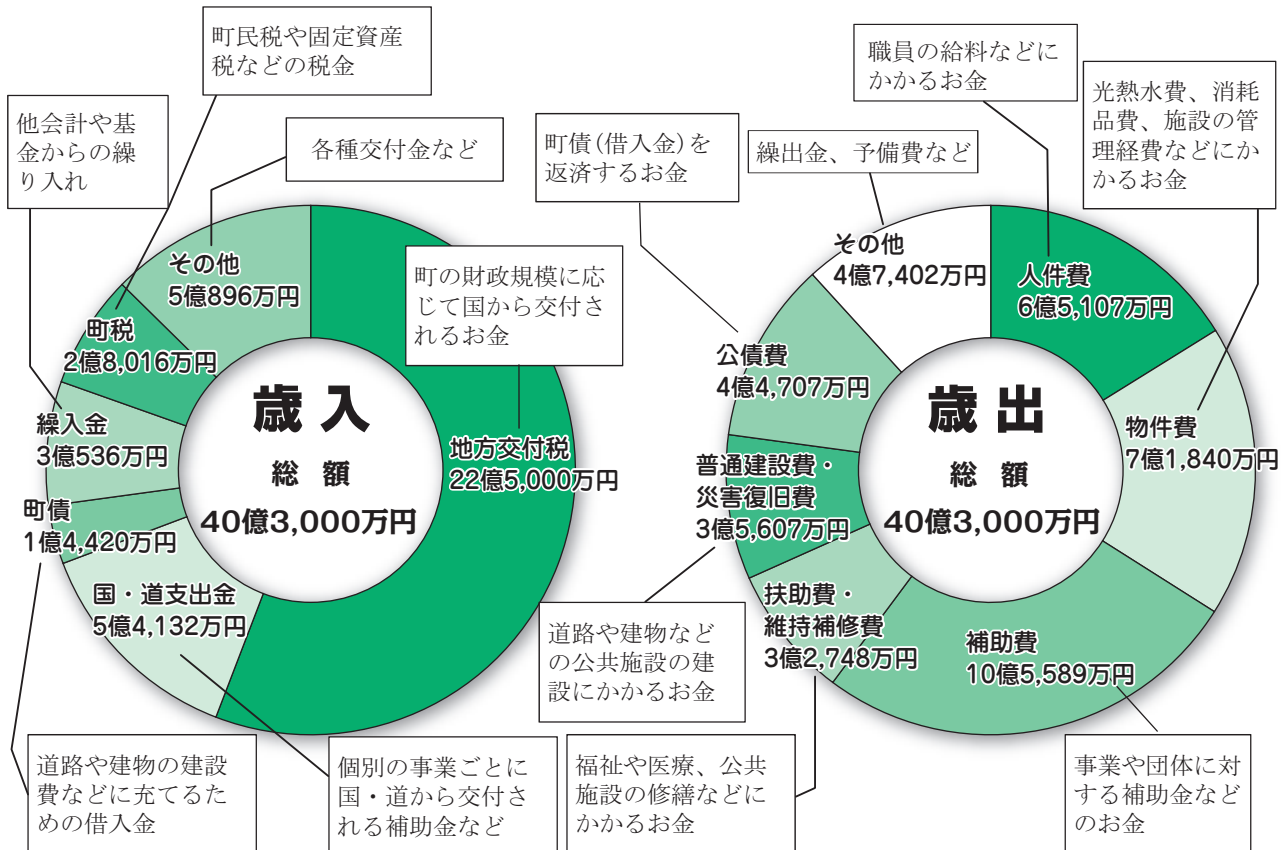 町民税や固定資産
税などの税金
他会計や基
金からの繰
り入れ
各種交付金など
町の財政規模に応
じて国から交付さ
れるお金
その他
5億896万円
町税
2億8,016万円
繰入金
3億536万円
町債
1億4,420万円
国・道支出金
5億4,132万円
地方交付税
22億5,000万円
歳入
総額
40億3,000万円
道路や建物の建設
費などに充てるた
めの借入金
個別の事業ごとに
国・道から交付さ
れる補助金など
職員の給料などに
かかるお金
光熱水費、消耗
品費、施設の管
理経費などにか
かるお金
町債(借入金)を
返済するお金
繰出金、予備費など
その他
4億7,402万円
人件費
6億5,107万円
公債費
4億4,707万円
物件費
7億1,840万円
普通建設費・
災害復旧費
3億5,607万円
扶助費・
維持補修費
3億2,748万円
補助費
10億5,589万円
歳出
総額
40億3,000万円
道路や建物など
の公共施設の建
設にかかるお金
福祉や医療、公共
施設の修繕などに
かかるお金
事業や団体に対
する補助金など
のお金